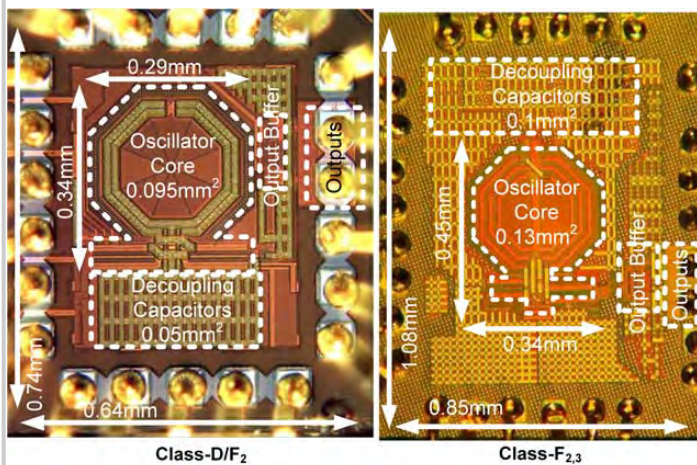 0.29mm
0.34mm
Oscillator
Core
0.095mm²
Output Buffer
Outputs
Decoupling
Capacitors
0.05mm²
0.74mm
0.64mm
Class-D/F₂
Decoupling
Capacitors
0.1mm²
0.45mm
Oscillator
Core
0.13mm²
Output Buffer
Outputs
0.34mm
1.08mm
0.85mm
Class-F₂,₃